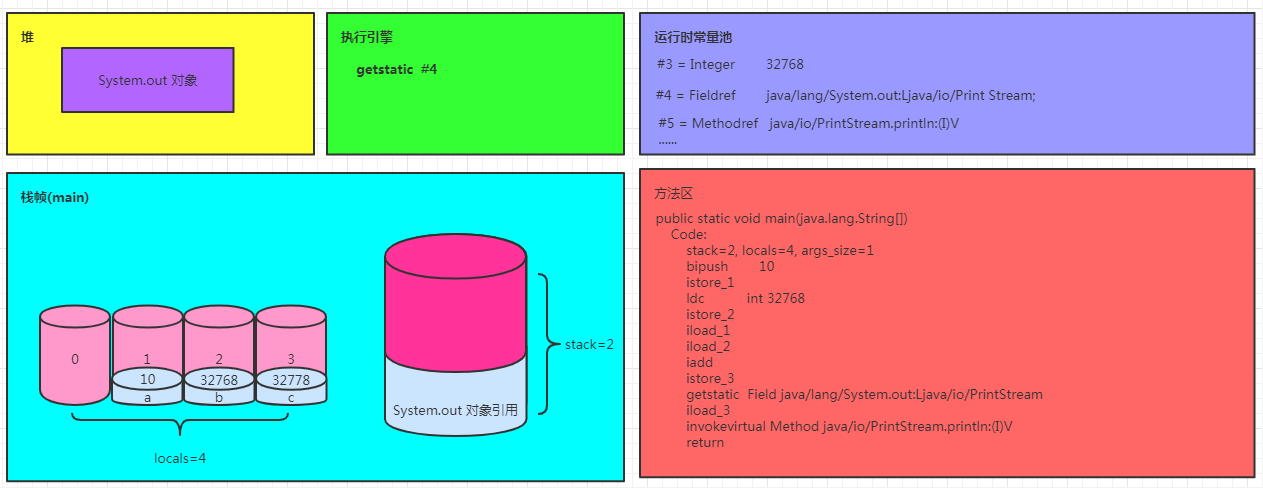 堆
System.out 对象
执行引擎
getstatic #4
运行时常量池
#3 = Integer 32768
#4 = Fieldref java/lang/System.out:Ljava/io/Print Stream;
#5 = Methodref java/io/PrintStream.println:(I)V
......
栈帧(main)
0
1
2
3
10
32768
32778
a
b
c
locals=4
System.out 对象引用
stack=2
方法区
public static void main(java.lang.String[])
Code:
stack=2, locals=4, args_size=1
bipush 10
istore_1
ldc int 32768
istore_2
iload_1
iload_2
iadd
istore_3
getstatic Field java/lang/System.out:Ljava/io/PrintStream
iload_3
invokevirtual Method java/io/PrintStream.println:(I)V
return